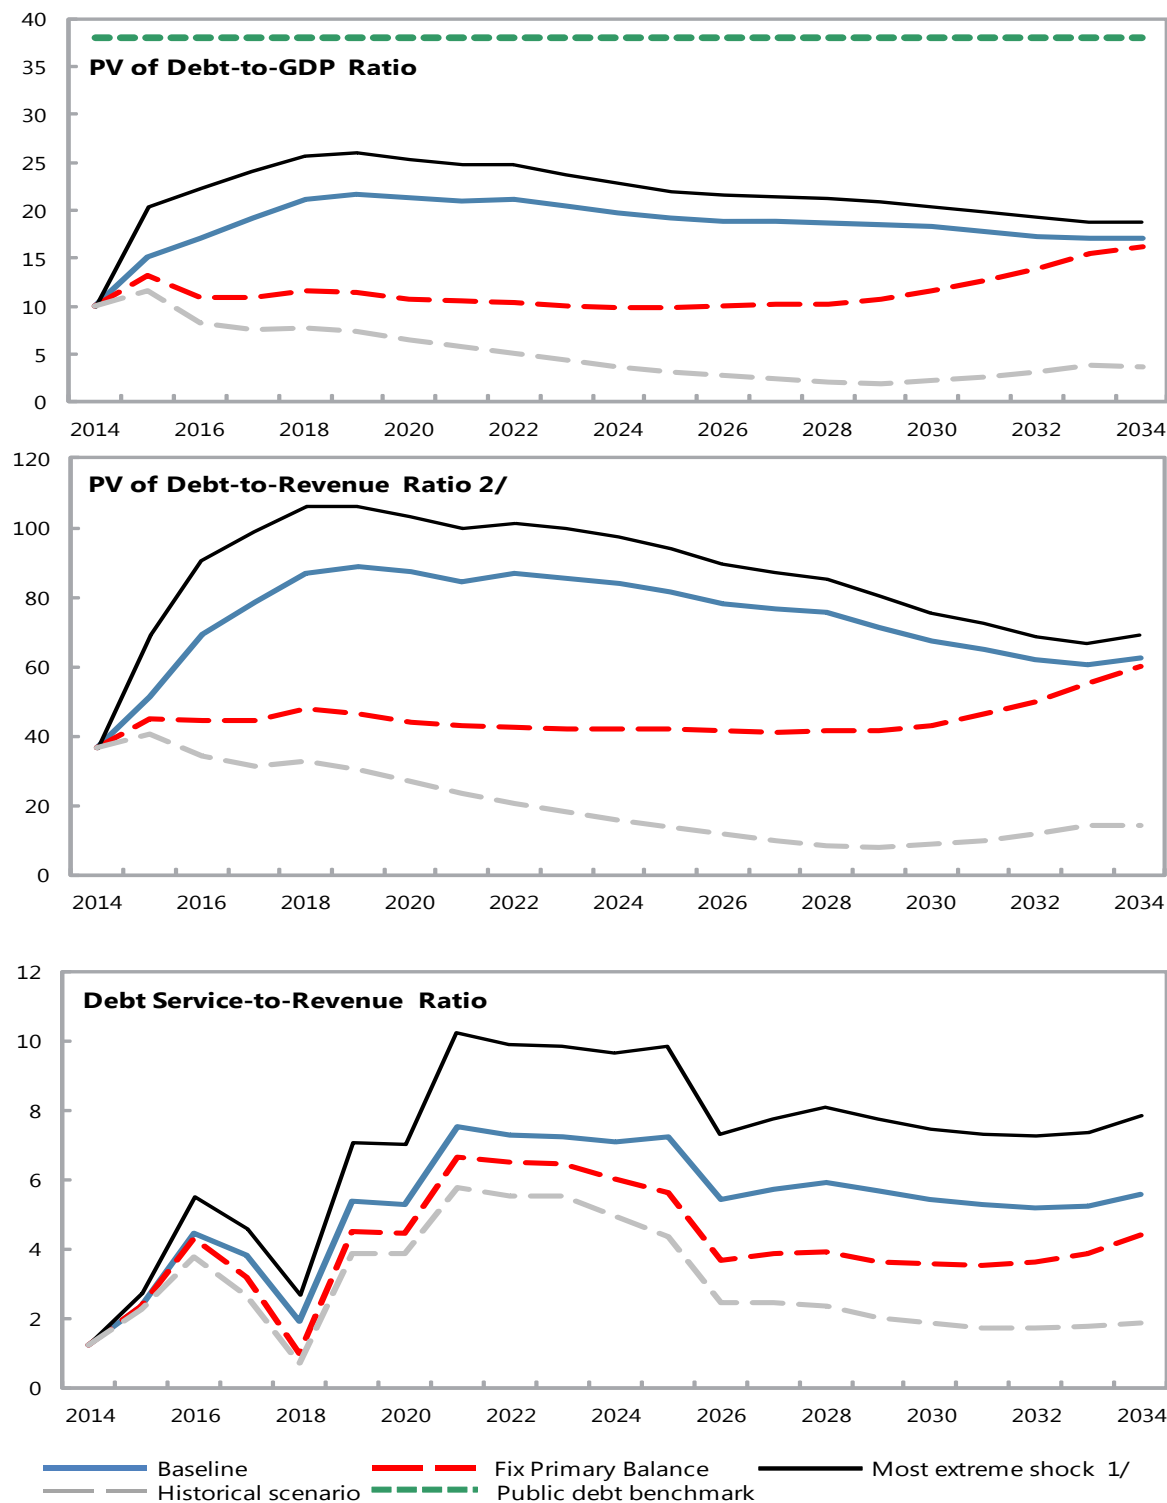 40
PV of Debt-to-GDP Ratio
35
30
25
20
15
10
5
0
2014 2016 2018 2020 2022 2024 2026 2028 2030 2032 2034
120
PV of Debt-to-Revenue Ratio 2/
100
80
60
40
20
0
2014 2016 2018 2020 2022 2024 2026 2028 2030 2032 2034
12
Debt Service-to-Revenue Ratio
10
8
6
4
2
0
2014 2016 2018 2020 2022 2024 2026 2028 2030 2032 2034
Baseline Fix Primary Balance Most extreme shock 1/
Historical scenario Public debt benchmark